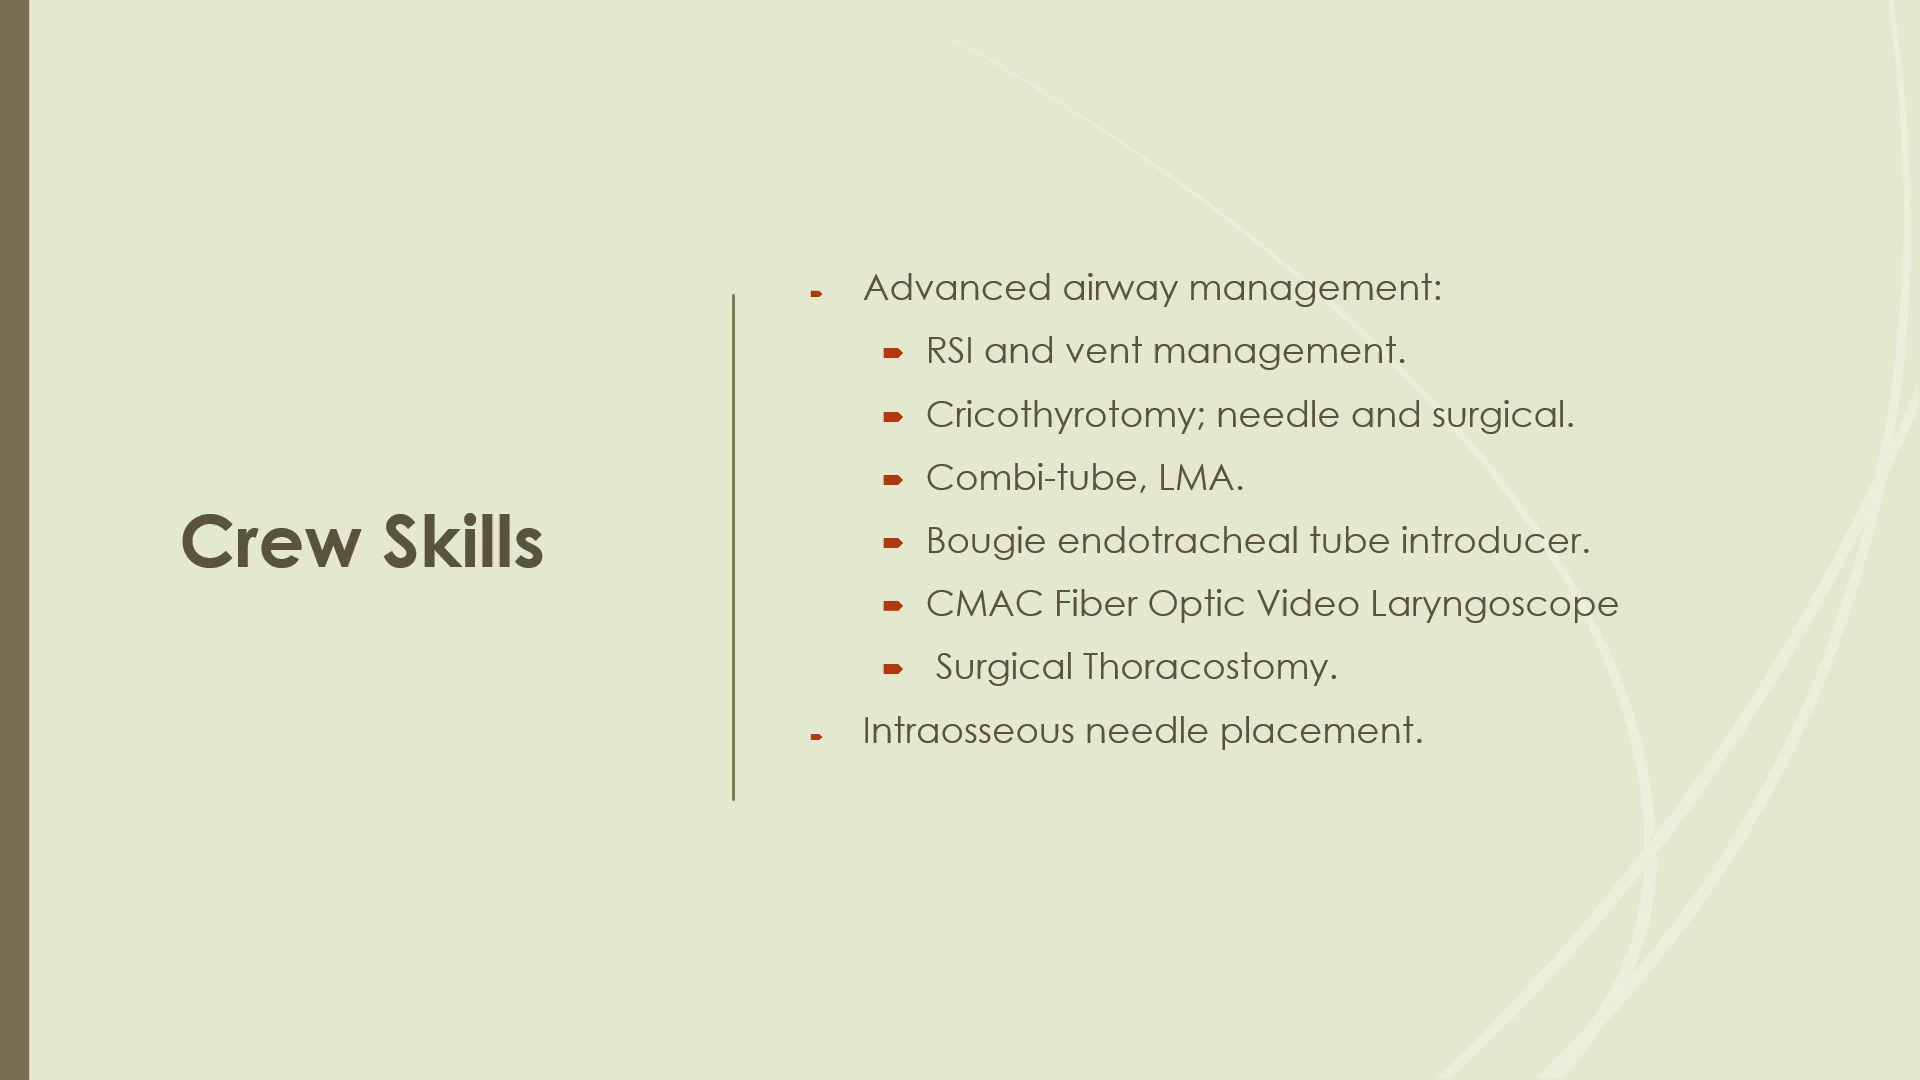 Crew Skills
Advanced airway management:
RSI and vent management.
Cricothyrotomy; needle and surgical.
Combi-tube, LMA.
Bougie endotracheal tube introducer.
CMAC Fiber Optic Video Laryngoscope
Surgical Thoracostomy.
Intraosseous needle placement.